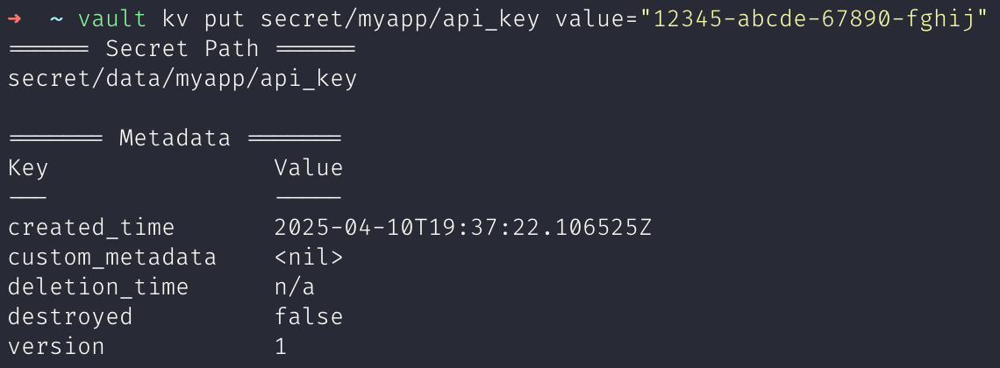 ➜  ~ vault kv put secret/myapp/api_key value="12345-abcde-67890-fghij"
====== Secret Path ======
secret/data/myapp/api_key

======= Metadata =======
Key                Value
---                -----
created_time       2025-04-10T19:37:22.106525Z
custom_metadata    <nil>
deletion_time      n/a
destroyed          false
version            1